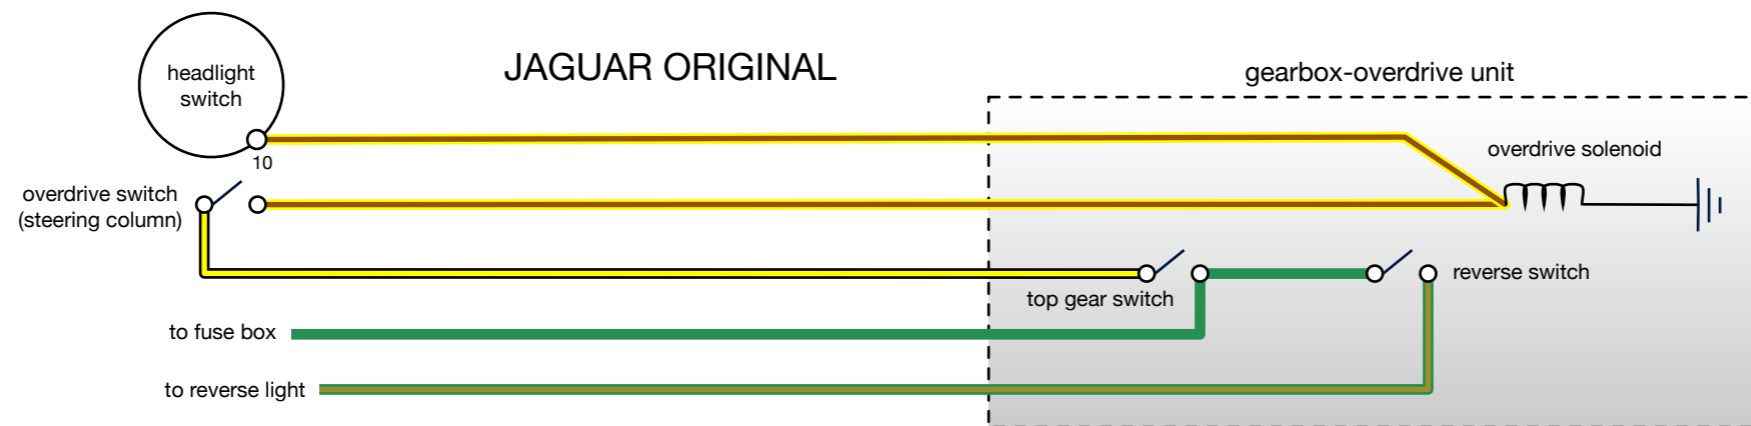 JAGUAR ORIGINAL
headlight
switch
gearbox-overdrive unit
10
overdrive solenoid
overdrive switch
(steering column)
top gear switch
reverse switch
to fuse box
to reverse light